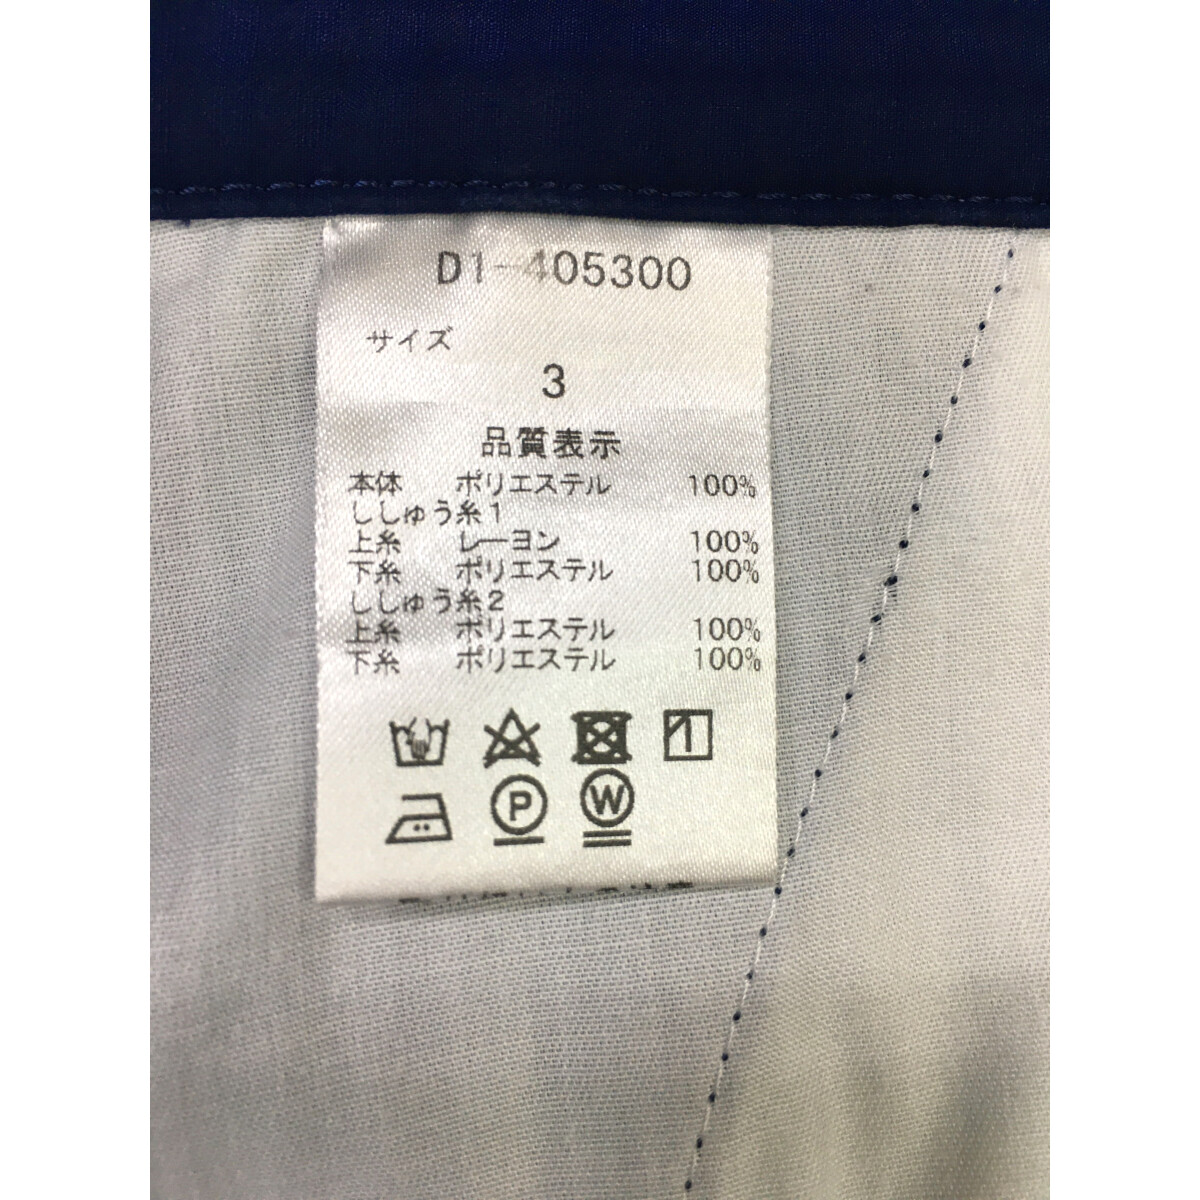 D1-405300
サイズ
3
品質表示
本体 ポリエステル 100%
ししゅう糸1
上糸 レーヨン 100%
下糸 ポリエステル 100%
ししゅう糸2
上糸 ポリエステル 100%
下糸 ポリエステル 100%
P W